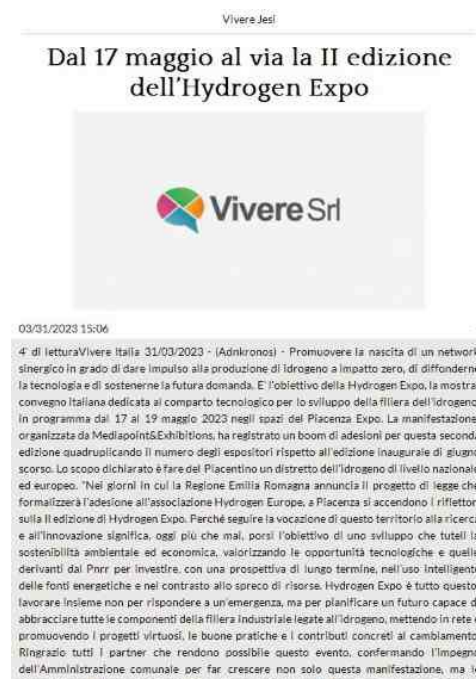 Vivere Jesi
Dal 17 maggio al via la II edizione
dell'Hydrogen Expo
Vivere Srl
03/31/2023 15:06
4' di letturaVivere Italia 31/03/2023 - (Adnkronos) - Promuovere la nascita di un network
sinergico in grado di dare impulso alla produzione di idrogeno a impatto zero, di diffonderne
la tecnologia e di sostenerne la futura domanda. E' l'obiettivo della Hydrogen Expo, la mostra
convegno italiana dedicata al comparto tecnologico per lo sviluppo della filiera dell'idrogeno
in programma dal 17 al 19 maggio 2023 negli spazi del Piacenza Expo. La manifestazione,
organizzata da Mediapoint&Exhibitions, ha registrato un boom di adesioni per questa seconda
edizione quadruplicando il numero degli espositori rispetto all'edizione inaugurale di giugno
scorso. Lo scopo dichiarato è fare del Piacentino un distretto dell'idrogeno di livello nazionale
ed europeo. "Nei giorni in cui la Regione Emilia Romagna annuncia il progetto di legge che
formalizzerà l'adesione all'associazione Hydrogen Europe, a Piacenza si accendono i riflettori
sulla II edizione di Hydrogen Expo. Perché seguire la vocazione di questo territorio alla ricerca
e all'innovazione significa, oggi più che mai, porsi l'obiettivo di uno sviluppo che tuteli la
sostenibilità ambientale ed economica, valorizzando le opportunità tecnologiche e quelle
derivanti dal Pnrr per investire, con una prospettiva di lungo termine, nell'uso intelligente
delle fonti energetiche e nel contrasto allo spreco di risorse. Hydrogen Expo è tutto questo:
lavorare insieme non per rispondere a un'emergenza, ma per pianificare un futuro capace di
abbracciare tutte le componenti della filiera industriale legate all'idrogeno, mettendo in rete e
promuovendo i progetti virtuosi, le buone pratiche e i contributi concreti al cambiamento.
Ringrazio tutti i partner che rendono possibile questo evento, confermando l'impegno
dell'Amministrazione comunale per far crescere non solo questa manifestazione, ma le